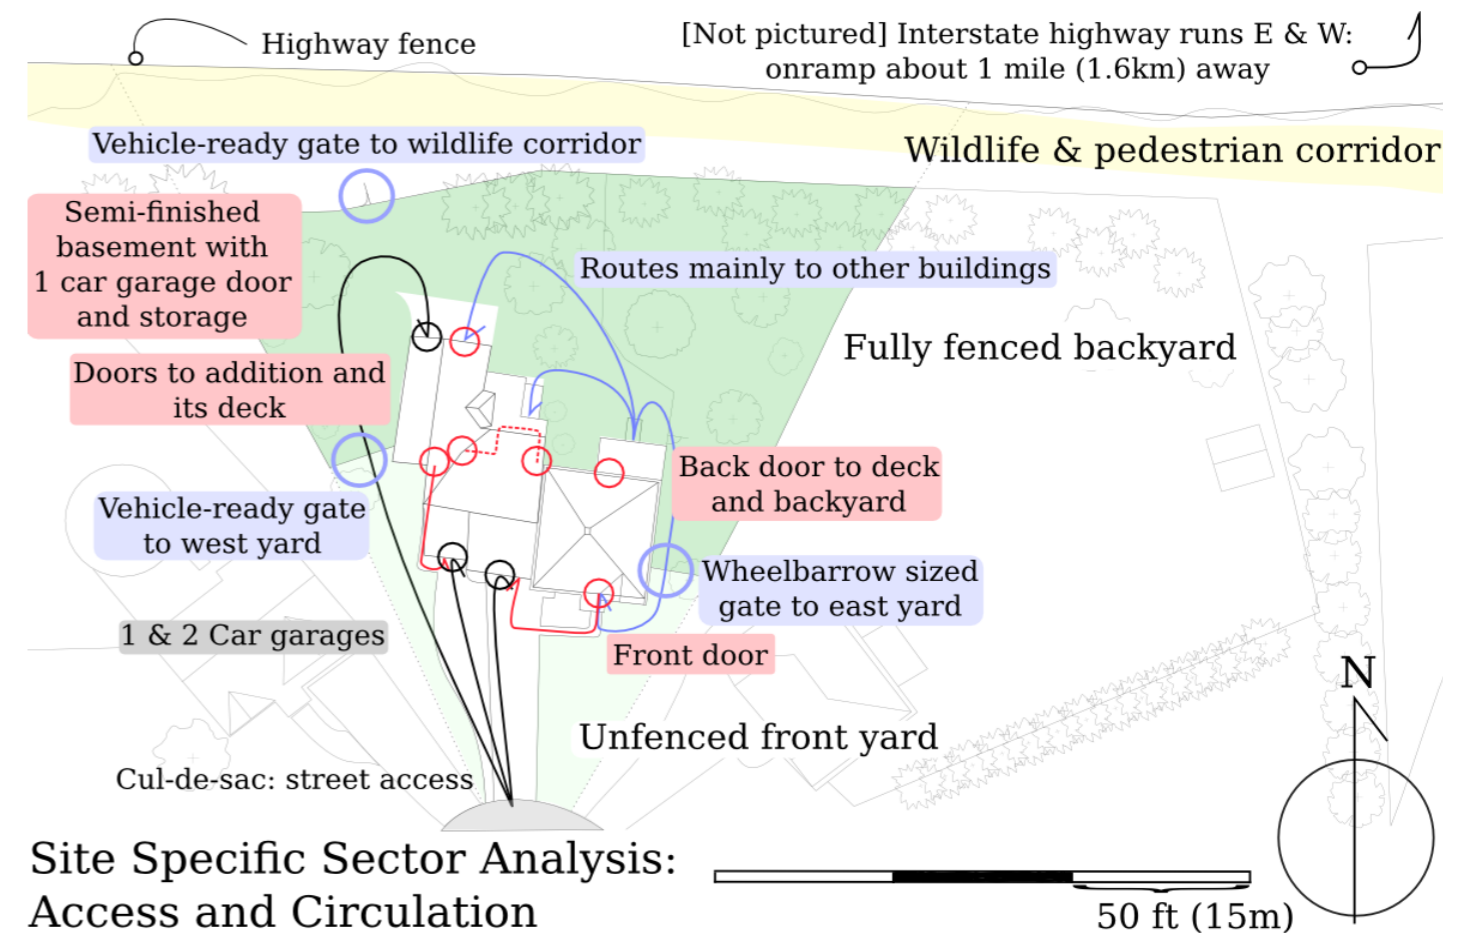 Highway fence
[Not pictured] Interstate highway runs E & W:
onramp about 1 mile (1.6km) away
Vehicle-ready gate to wildlife corridor
Wildlife & pedestrian corridor
Semi-finished
basement with
1 car garage door
and storage
Routes mainly to other buildings
Fully fenced backyard
Doors to addition and
its deck
Back door to deck
and backyard
Vehicle-ready gate
to west yard
Wheelbarrow sized
gate to east yard
1 & 2 Car garages
Front door
N
Unfenced front yard
Cul-de-sac: street access
Site Specific Sector Analysis:
Access and Circulation
50 ft (15m)